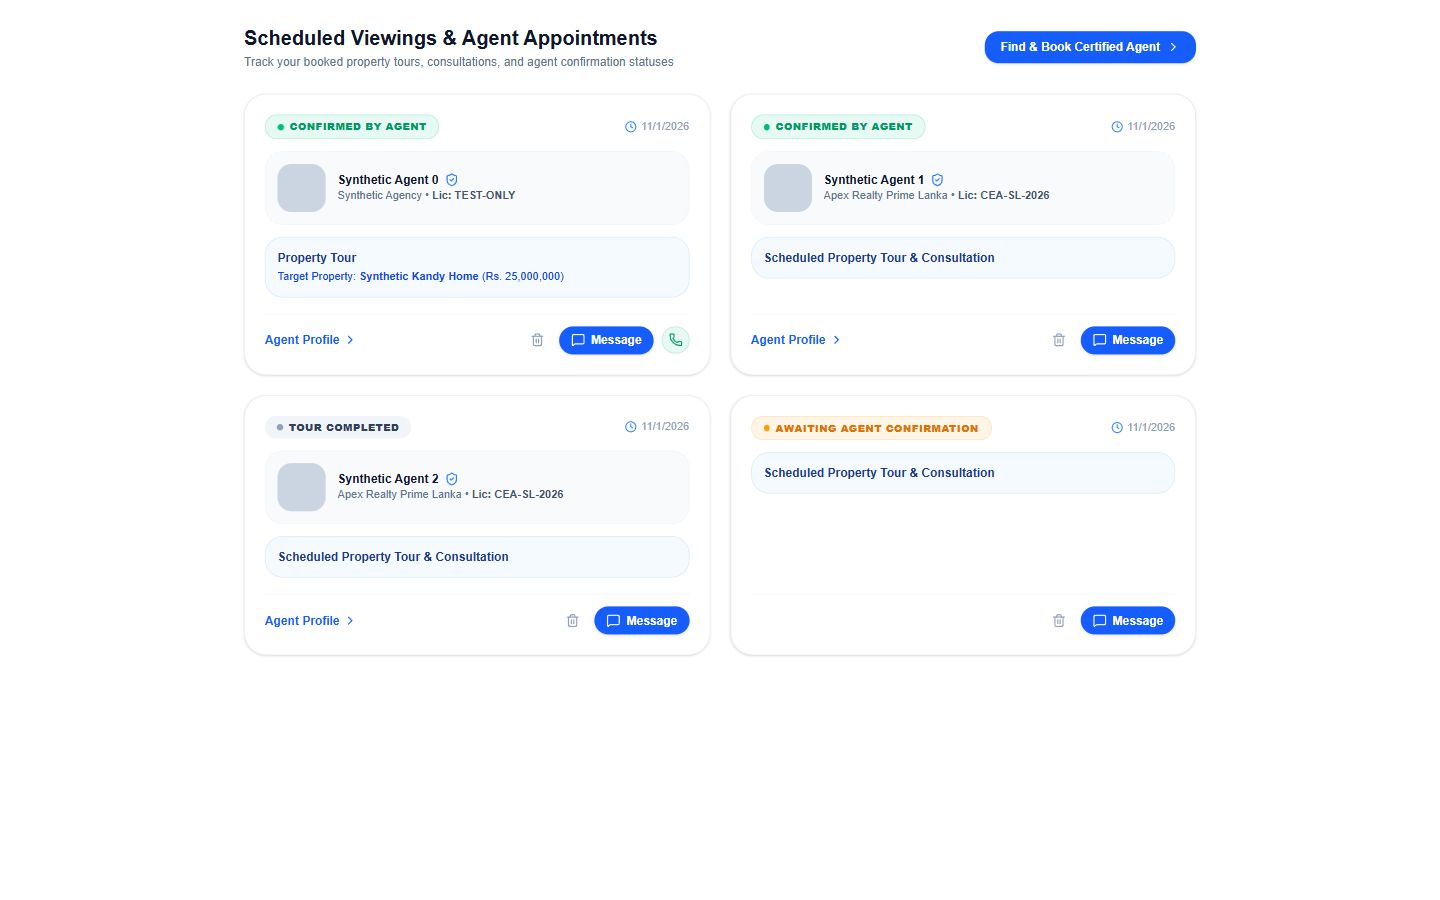 Scheduled Viewings & Agent Appointments
Track your booked property tours, consultations, and agent confirmation statuses
Find & Book Certified Agent
CONFIRMED BY AGENT
11/1/2026
Synthetic Agent 0
Synthetic Agency • Lic: TEST-ONLY
Property Tour
Target Property: Synthetic Kandy Home (Rs. 25,000,000)
Agent Profile
Message
CONFIRMED BY AGENT
11/1/2026
Synthetic Agent 1
Apex Realty Prime Lanka • Lic: CEA-SL-2026
Scheduled Property Tour & Consultation
Agent Profile
Message
TOUR COMPLETED
11/1/2026
Synthetic Agent 2
Apex Realty Prime Lanka • Lic: CEA-SL-2026
Scheduled Property Tour & Consultation
Agent Profile
Message
AWAITING AGENT CONFIRMATION
11/1/2026
Scheduled Property Tour & Consultation
Message